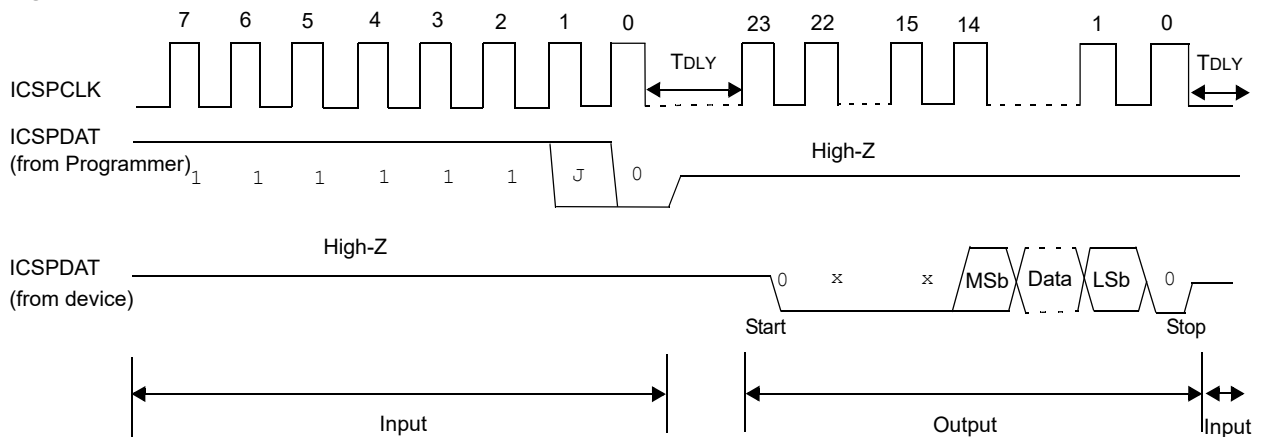 7 6 5 4 3 2 1 0 23 22 15 14 1 0
TDLY TDLY
ICSPCLK
ICSPDAT
(from Programmer) 1 1 1 1 1 1 J 0 High-Z
High-Z
ICSPDAT
(from device) 0 x x MSb Data LSb 0
Start Stop
Input Output Input